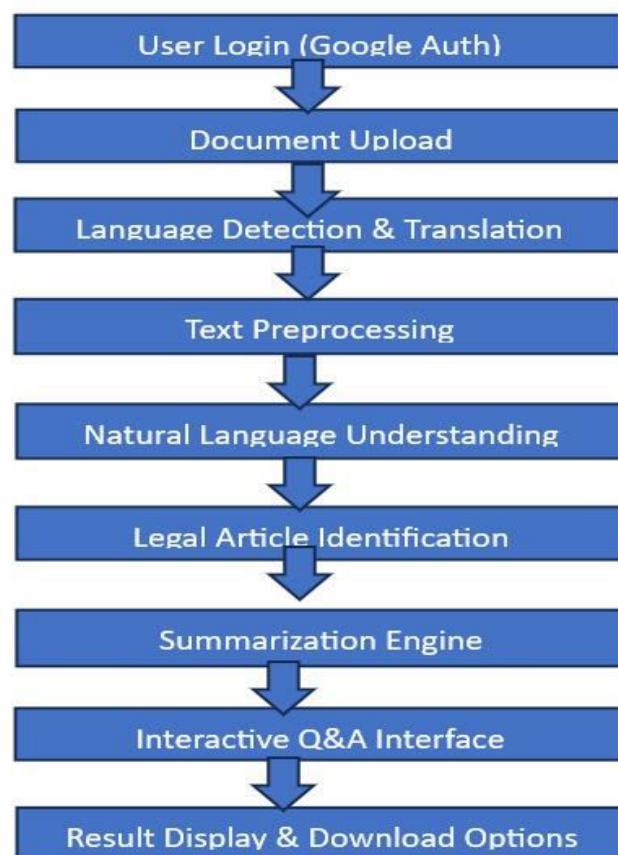 User Login (Google Auth)
Document Upload
Language Detection & Translation
Text Preprocessing
Natural Language Understanding
Legal Article Identification
Summarization Engine
Interactive Q&A Interface
Result Display & Download Options